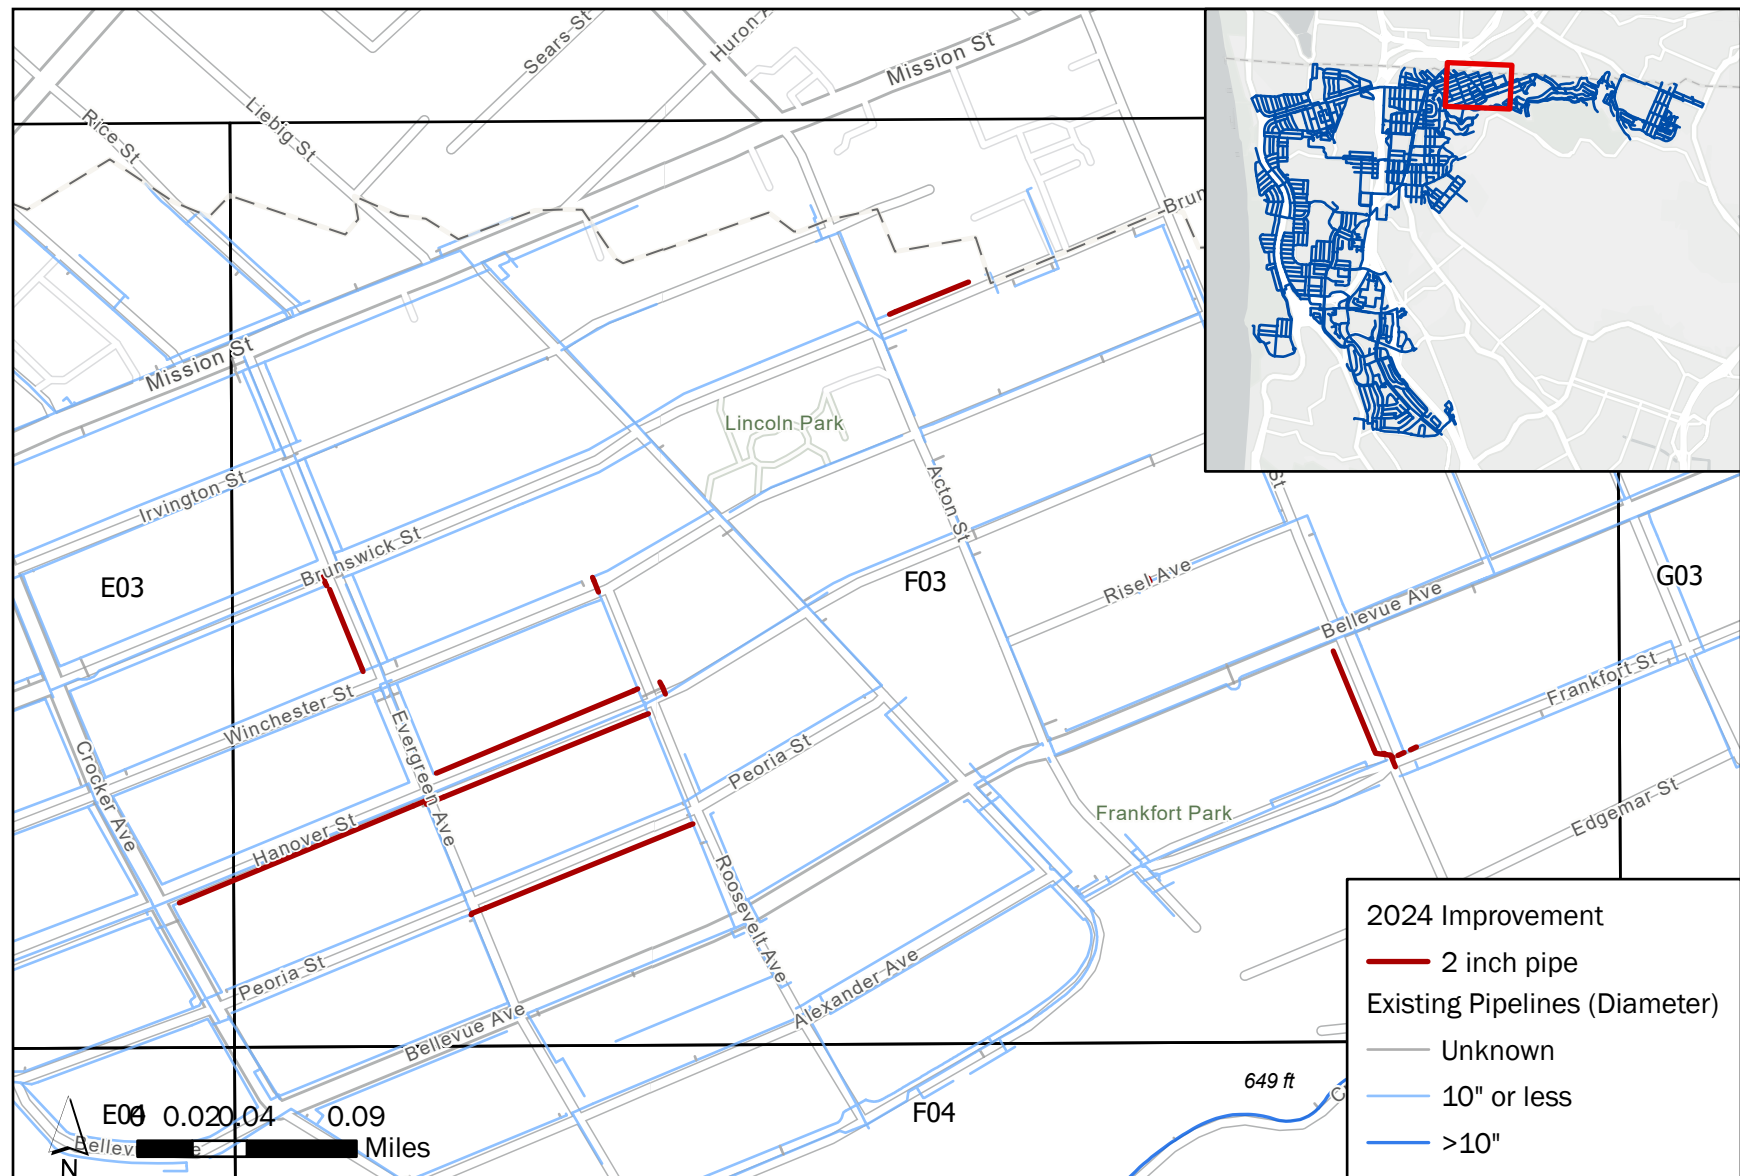 Sears St
Huron A
Mission St
Rice St
Liebig St
Brun
Mission St
Lincoln Park
Irvington St
Acton St
St
Brunswick St
E03
F03
Risel Ave
G03
Bellevue Ave
Winchester St
Evergreen Ave
Frankfort St
Crocker Ave
Peoria St
Hanover St
Frankfort Park
Edgemar St
Roosevelt Ave
Peoria St
Alexander Ave
Bellevue Ave
2024 Improvement
2 inch pipe
Existing Pipelines (Diameter)
Unknown
10" or less
>10"
649 ft
C
E04
F04
0 0.02 0.04 0.09
Miles
Bellev e
N